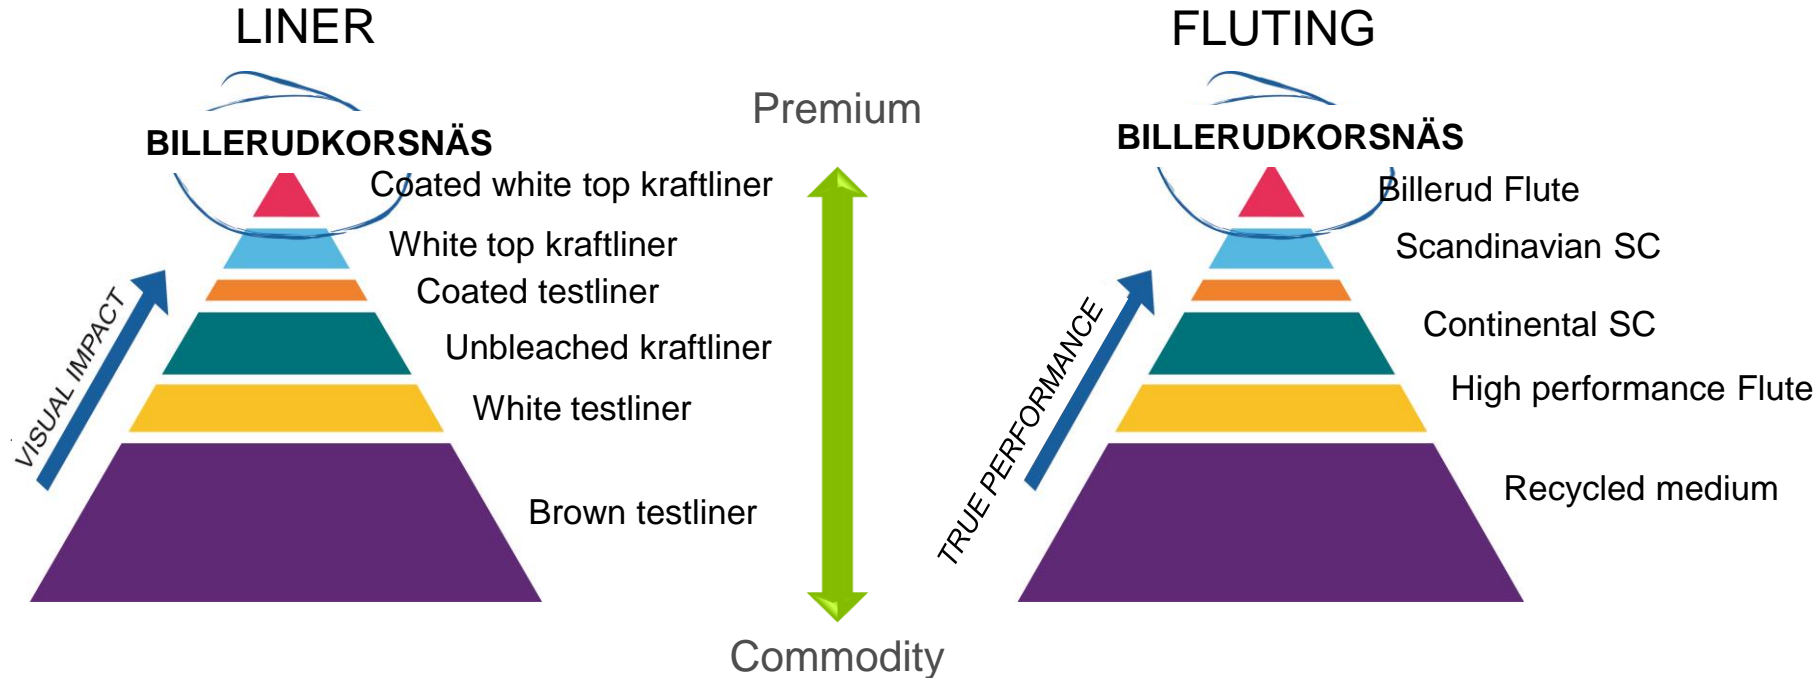 LINER
BILLERUDKORSNÄS
Coated white top kraftliner
White top kraftliner
Coated testliner
Unbleached kraftliner
White testliner
Brown testliner
VISUAL IMPACT
Premium
Commodity
FLUTING
BILLERUDKORSNÄS
Billerud Flute
Scandinavian SC
Continental SC
High performance Flute
Recycled medium
TRUE PERFORMANCE